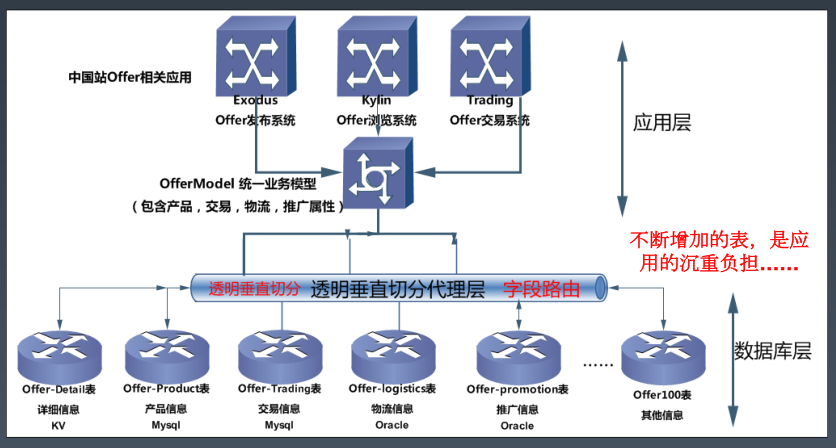 中国站Offer相关应用
Exodus
Offer发布系统
Kylin
Offer浏览系统
Trading
Offer交易系统
应用层
OfferModel 统一业务模型
（包含产品，交易，物流，推广属性）
不断增加的表，是应
用的沉重负担......
透明垂直切分 透明垂直切分代理层 字段路由
数据库层
......
Offer-Detail表
详细信息
KV
Offer-Product表
产品信息
Mysql
Offer-Trading表
交易信息
Mysql
Offer-logistics表
物流信息
Oracle
Offer-promotion表
推广信息
Oracle
Offer100表
其他信息